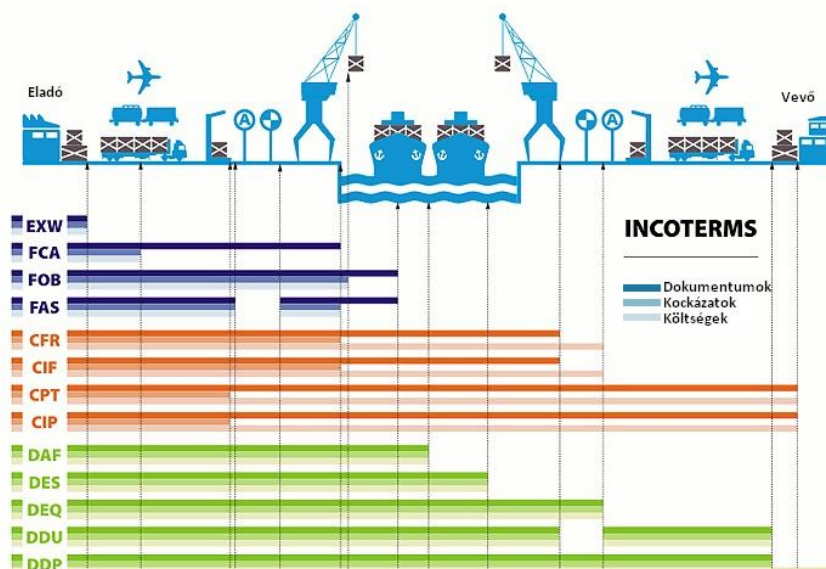 Eladó
Vevő
A
A
INCOTERMS
Dokumentumok
Kockázatok
Költségek
EXW
FCA
FOB
FAS
CFR
CIF
CPT
CIP
DAF
DES
DEQ
DDU
DDP